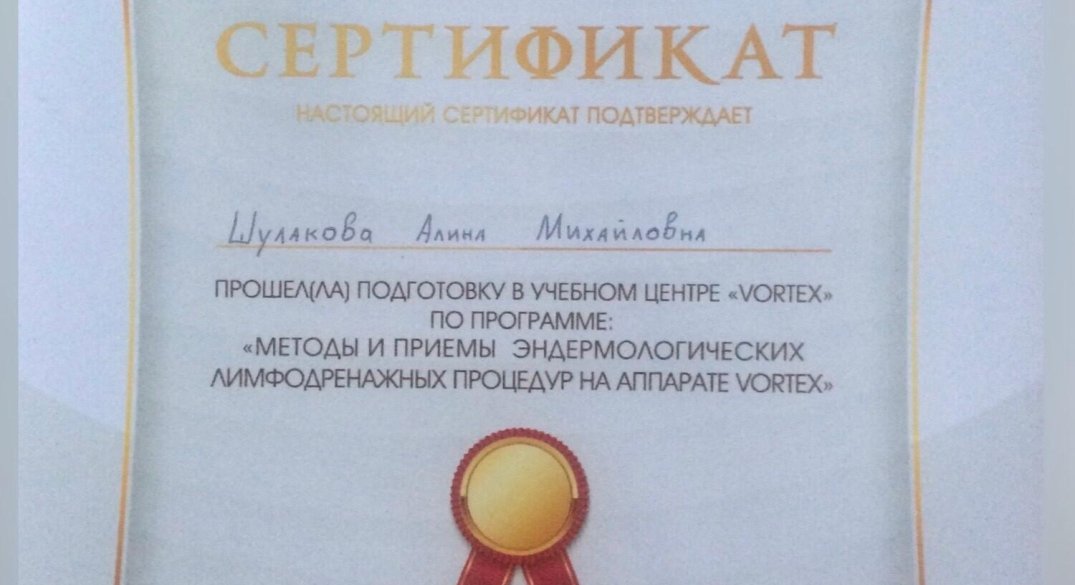 СЕРТИФИКАТ
НАСТОЯЩИЙ СЕРТИФИКАТ ПОДТВЕРЖДАЕТ
Шулакова Алина Михайловна
ПРОШЕЛ(ЛА) ПОДГОТОВКУ В УЧЕБНОМ ЦЕНТРЕ «VORTEX»
ПО ПРОГРАММЕ:
«МЕТОДЫ И ПРИЕМЫ ЭНДЕРМОЛОГИЧЕСКИХ
ЛИМФОДРЕНАЖНЫХ ПРОЦЕДУР НА АППАРАТЕ VORTEX»